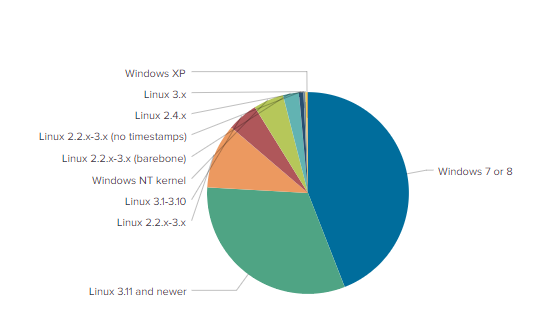 Windows XP
Linux 3.x
Linux 2.4.x
Linux 2.2.x-3.x (no timestamps)
Linux 2.2.x-3.x (barebone)
Windows NT kernel
Windows 7 or 8
Linux 3.1-3.10
Linux 2.2.x-3.x
Linux 3.11 and newer